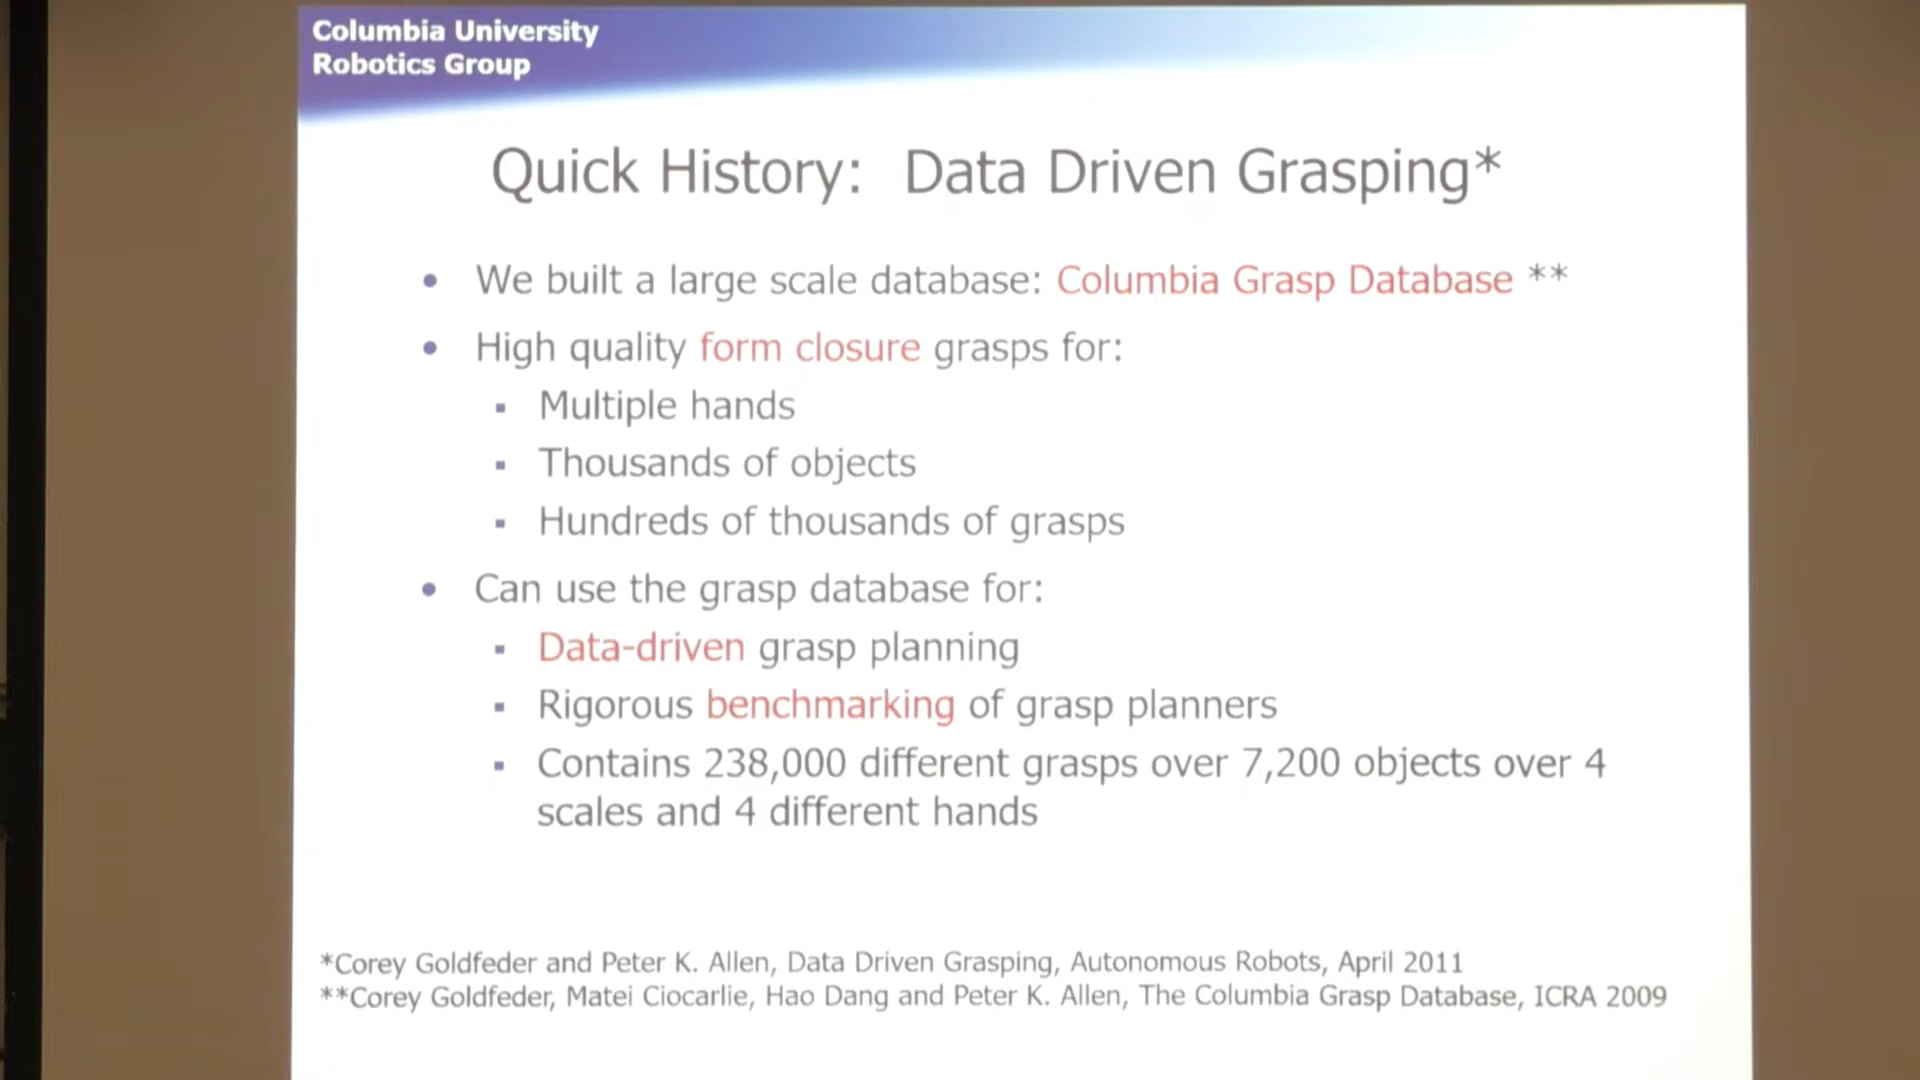 Columbia University
Robotics Group
Quick History: Data Driven Grasping*
• We built a large scale database: Columbia Grasp Database **
• High quality form closure grasps for:
▪ Multiple hands
▪ Thousands of objects
▪ Hundreds of thousands of grasps
• Can use the grasp database for:
▪ Data-driven grasp planning
▪ Rigorous benchmarking of grasp planners
▪ Contains 238,000 different grasps over 7,200 objects over 4
scales and 4 different hands
*Corey Goldfeder and Peter K. Allen, Data Driven Grasping, Autonomous Robots, April 2011
**Corey Goldfeder, Matei Ciocarlie, Hao Dang and Peter K. Allen, The Columbia Grasp Database, ICRA 2009